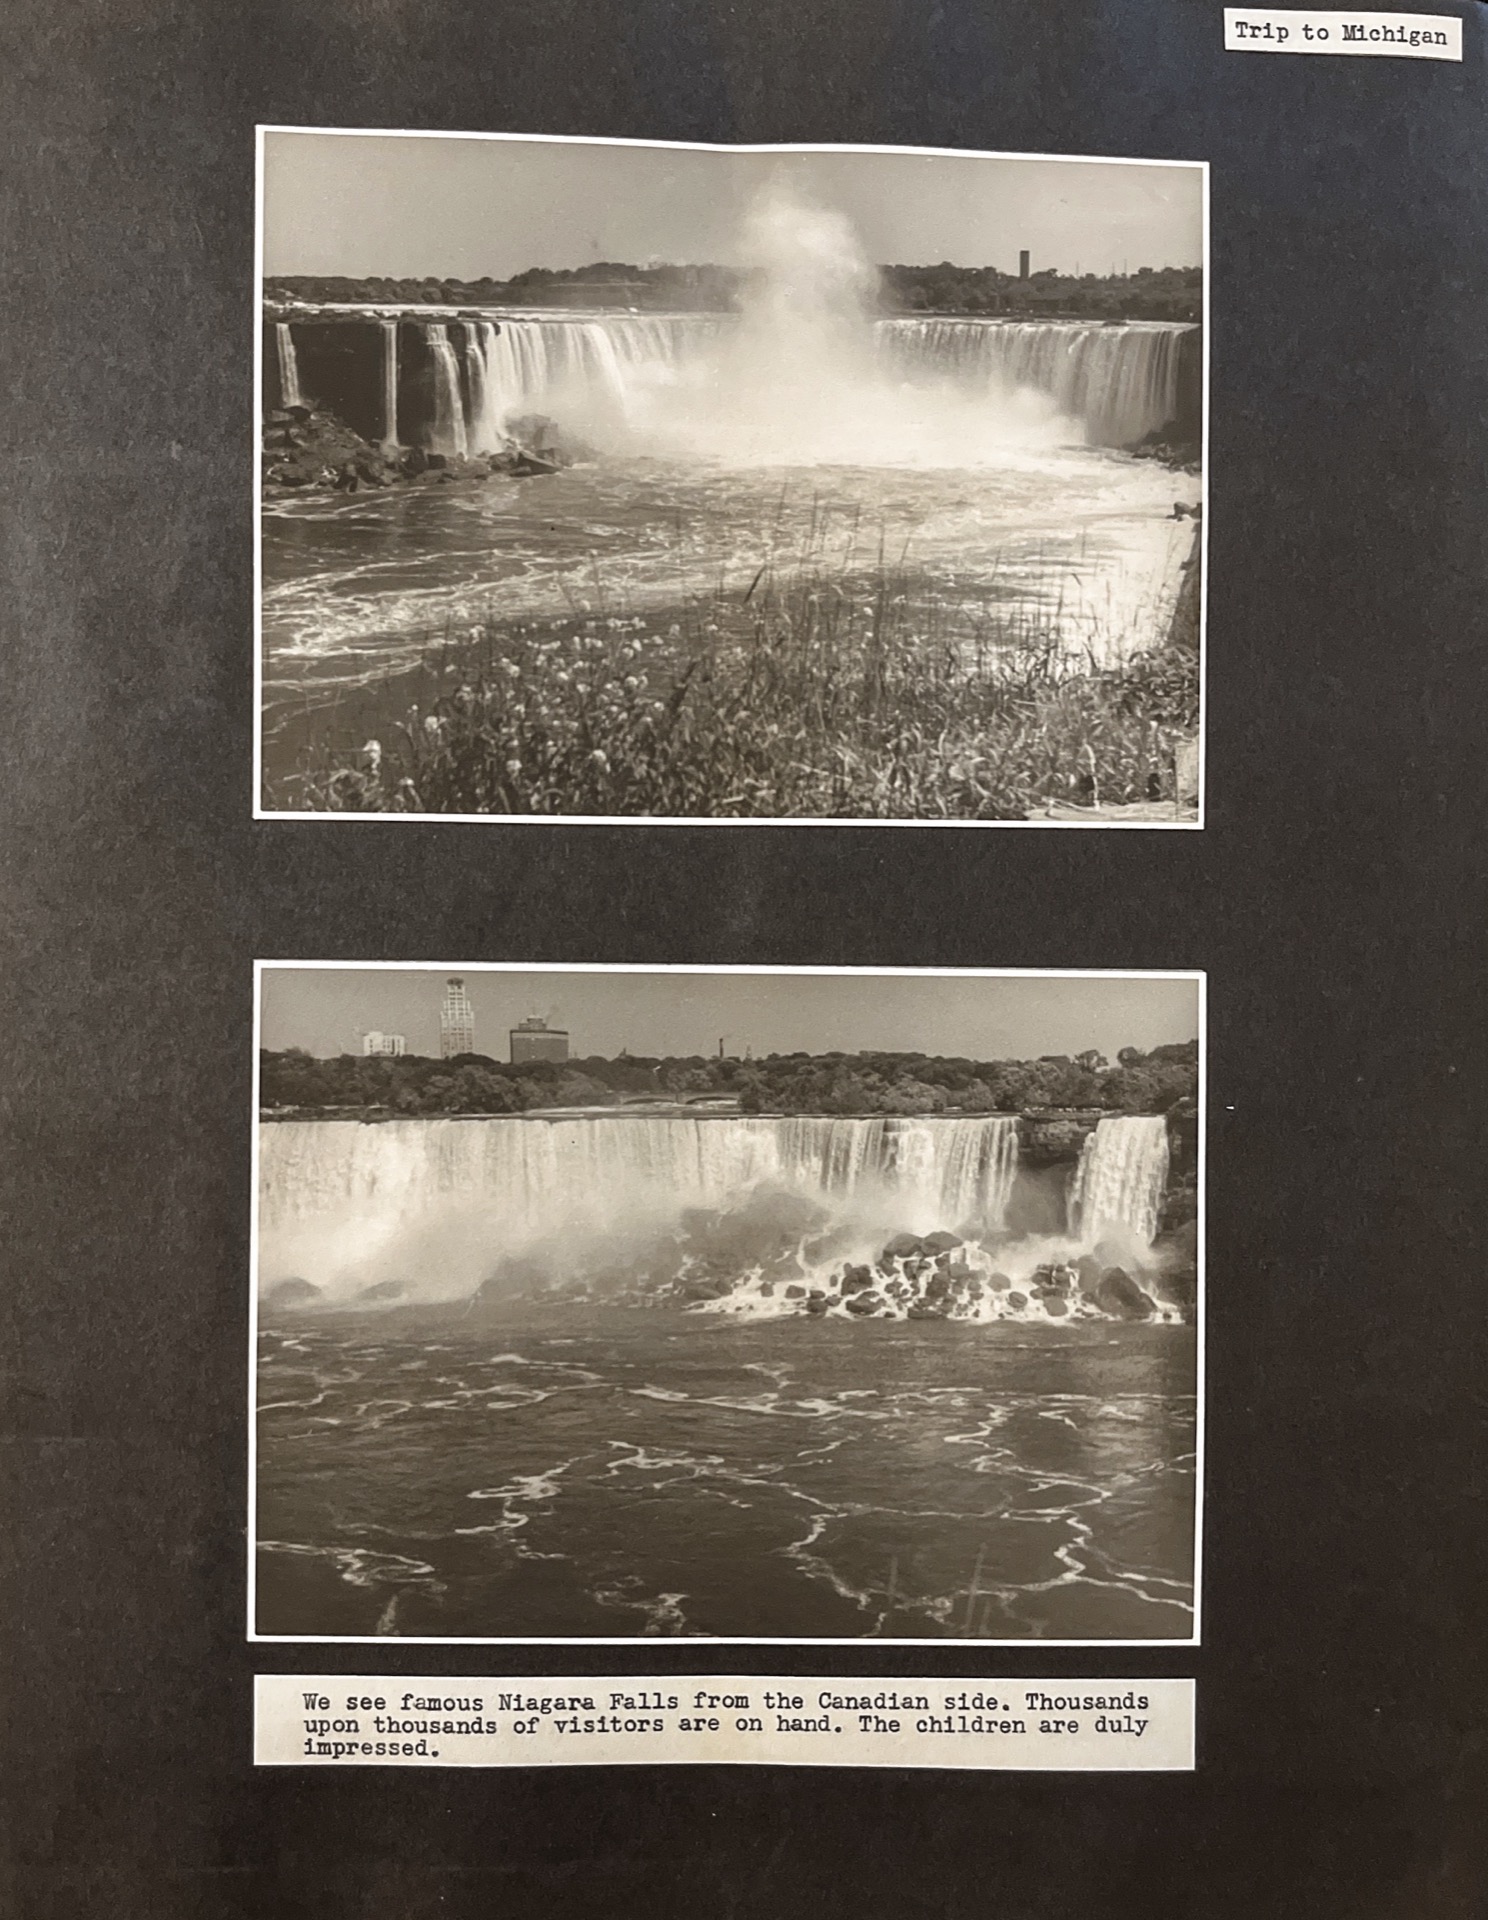 Trip to Michigan
We see famous Niagara Falls from the Canadian side. Thousands
upon thousands of visitors are on hand. The children are duly
impressed.